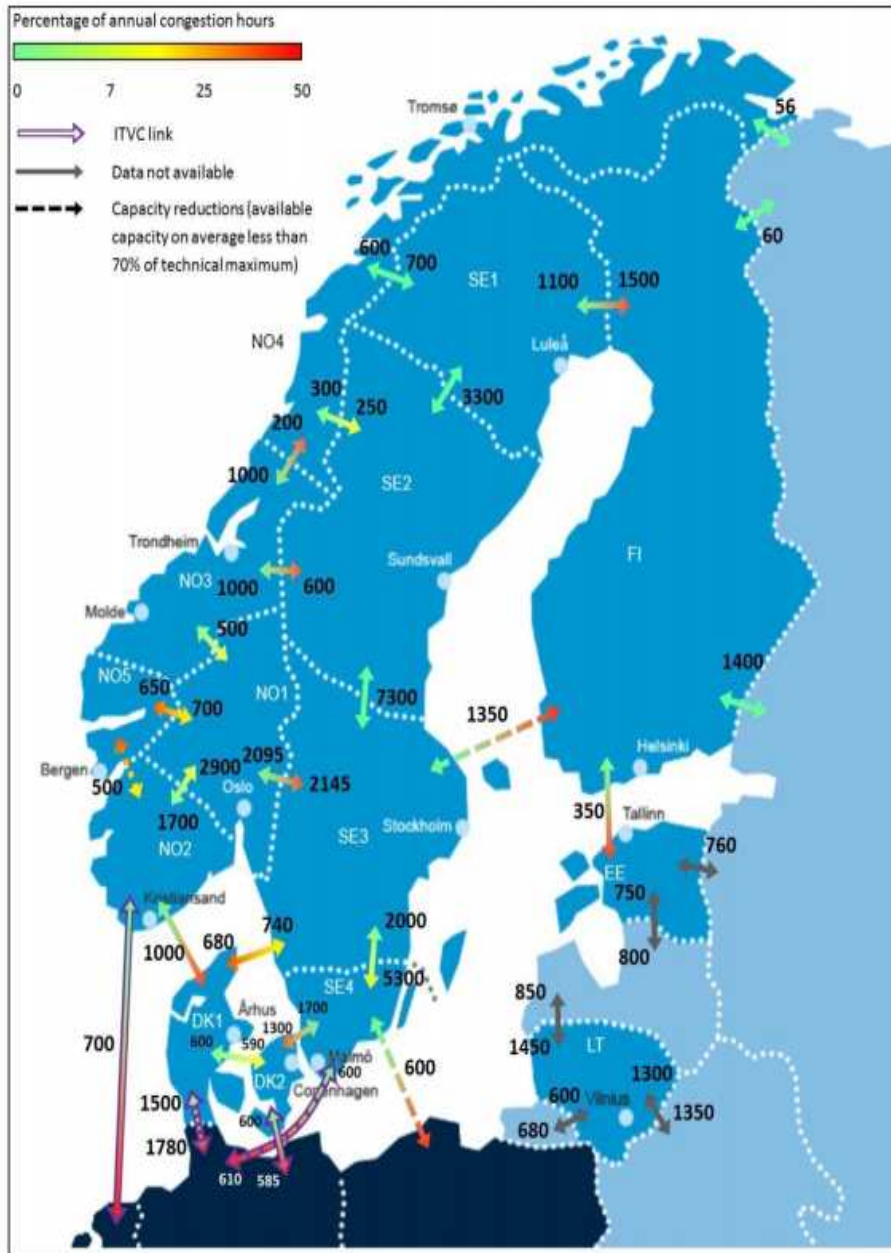 Percentage of annual congestion hours
0 7 25 50
ITVC link
Data not available
Capacity reductions (available
capacity on average less than
70% of technical maximum)
Tromsø
56
60
600
700
SE1
1100
1500
NO4
Luleå
300
250
3300
200
1000
SE2
Trondheim
Sundsvall
FI
NO3
1000
600
Molde
500
1400
NO5
650
700
NO1
7300
1350
Bergen
500
2900
2095
2145
Helsinki
1700
Oslo
350
Tallinn
NO2
SE3
Stockholm
760
EE
750
Kristiansand
740
2000
800
1000
680
5300
SE4
850
DK1
Århus
1700
1300
590
600
1450
LT
700
Malmö
600
600
1300
DK2
Copenhagen
1500
600
600
Vilnius
1350
680
1780
610
585